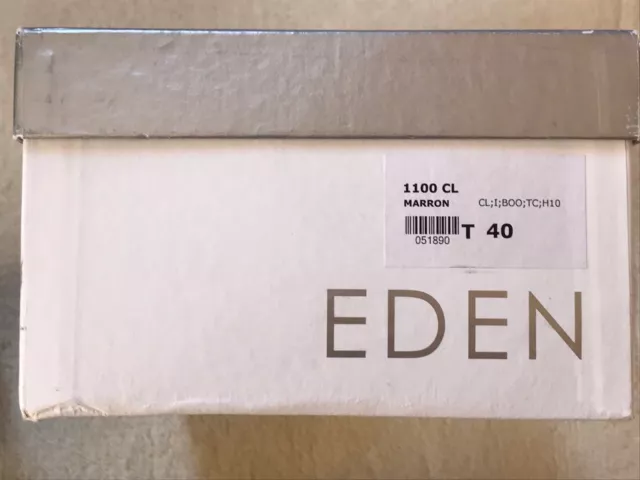 1100 CL
MARRON CL;I;BOO;TC;H10
051890 T 40
EDEN